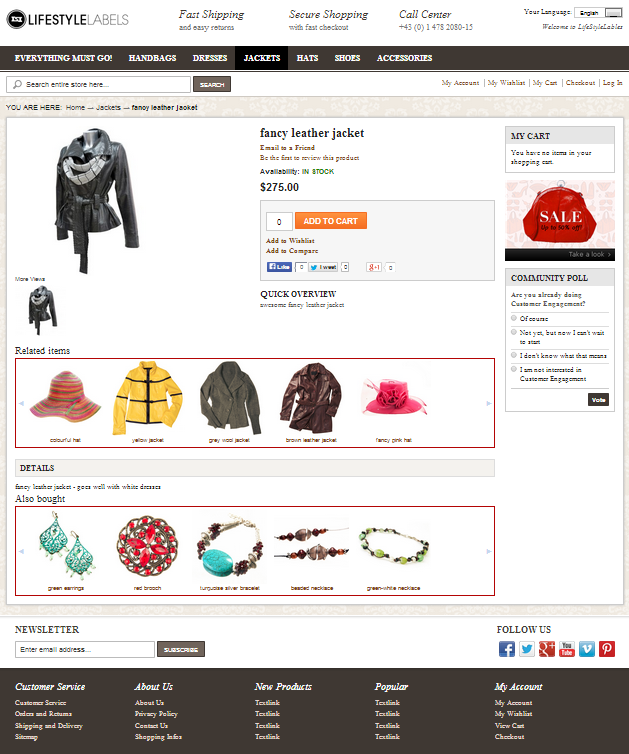 LIFESTYLELABELS
Fast Shipping
and easy returns
Secure Shopping
with fast checkout
Call Center
+43 (0) 1 478 2080-15
Your Language: English
Welcome to LifeStyleLables
EVERYTHING MUST GO! HANDBAGS DRESSES JACKETS HATS SHOES ACCESSORIES
Search entire store here... SEARCH
My Account | My Wishlist | My Cart | Checkout | Log In
YOU ARE HERE: Home → Jackets → fancy leather jacket
fancy leather jacket
Email to a Friend
Be the first to review this product
Availability: IN STOCK
$275.00
0 ADD TO CART
Add to Wishlist
Add to Compare
Like 0 Tweet 0 +1 0
QUICK OVERVIEW
awesome fancy leather jacket
More Views
MY CART
You have no items in your
shopping cart.
SALE
Up to 50% off!
Take a look >
COMMUNITY POLL
Are you already doing
Customer Engagement?
Of course
Not yet, but now I can't wait
to start
I don't know what that means
I am not interested in
Customer Engagement
Vote
Related items
colourful hat yelow jacket grey wool jacket brown leather jacket fancy pink hat
DETAILS
fancy leather jacket - goes well with white dresses
Also bought
green earrings red brooch turquoise silver bracelet beaded necklace green-white necklace
NEWSLETTER
Enter email address... SUBSCRIBE
FOLLOW US
You Tube
Customer Service
Customer Service
Orders and Returns
Shipping and Delivery
Sitemap
About Us
About Us
Privacy Policy
Contact Us
Shopping Infos
New Products
Textlink
Textlink
Textlink
Textlink
Popular
Textlink
Textlink
Textlink
Textlink
My Account
My Account
My Wishlist
View Cart
Checkout